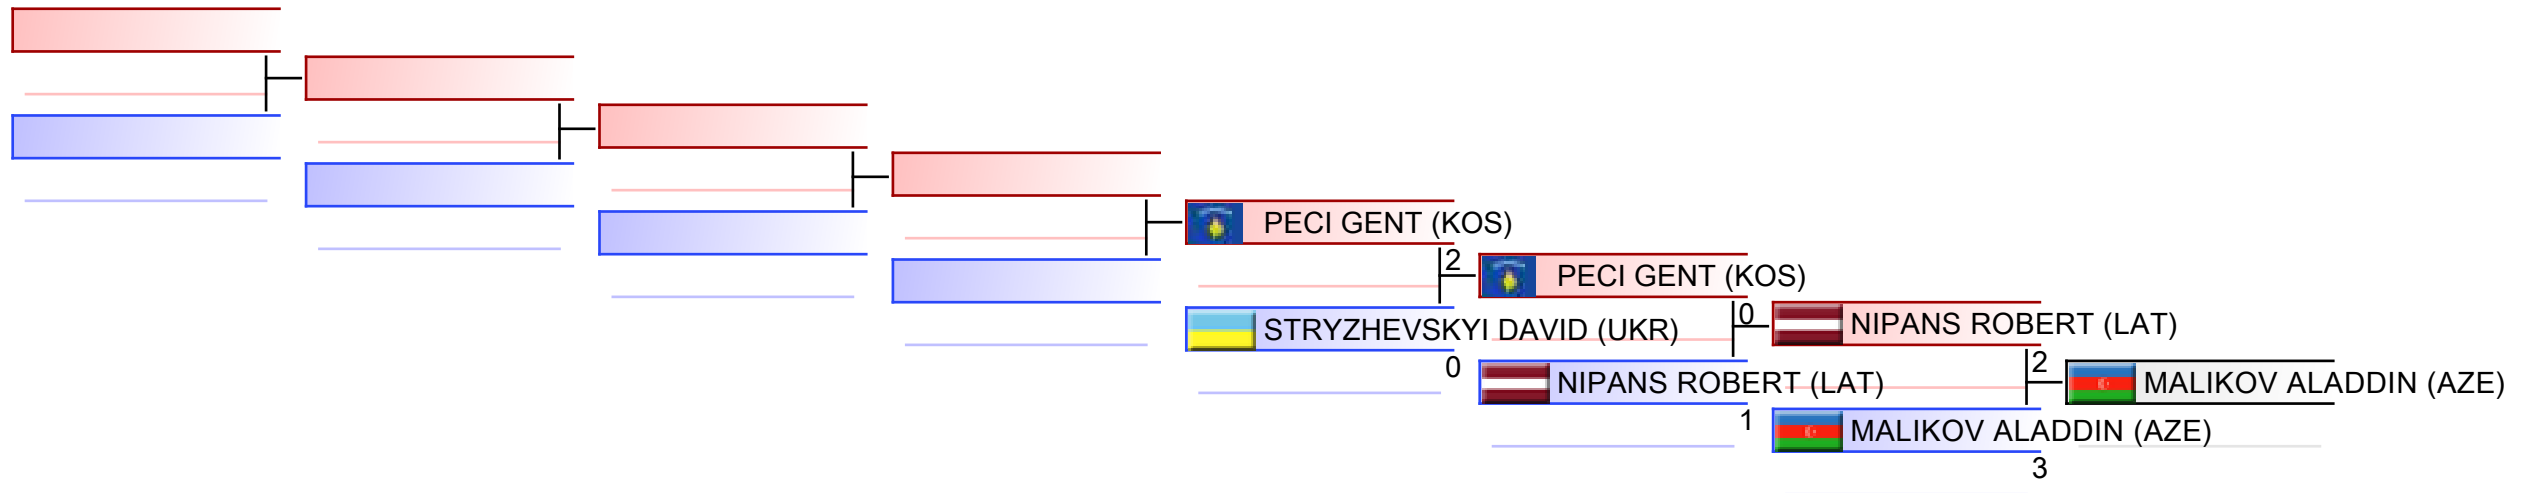 PECI GENT (KOS)
2
PECI GENT (KOS)
STRYZHEVSKYI DAVID (UKR)
0
0
NIPANS ROBERT (LAT)
NIPANS ROBERT (LAT)
1
2
MALIKOV ALADDIN (AZE)
MALIKOV ALADDIN (AZE)
3